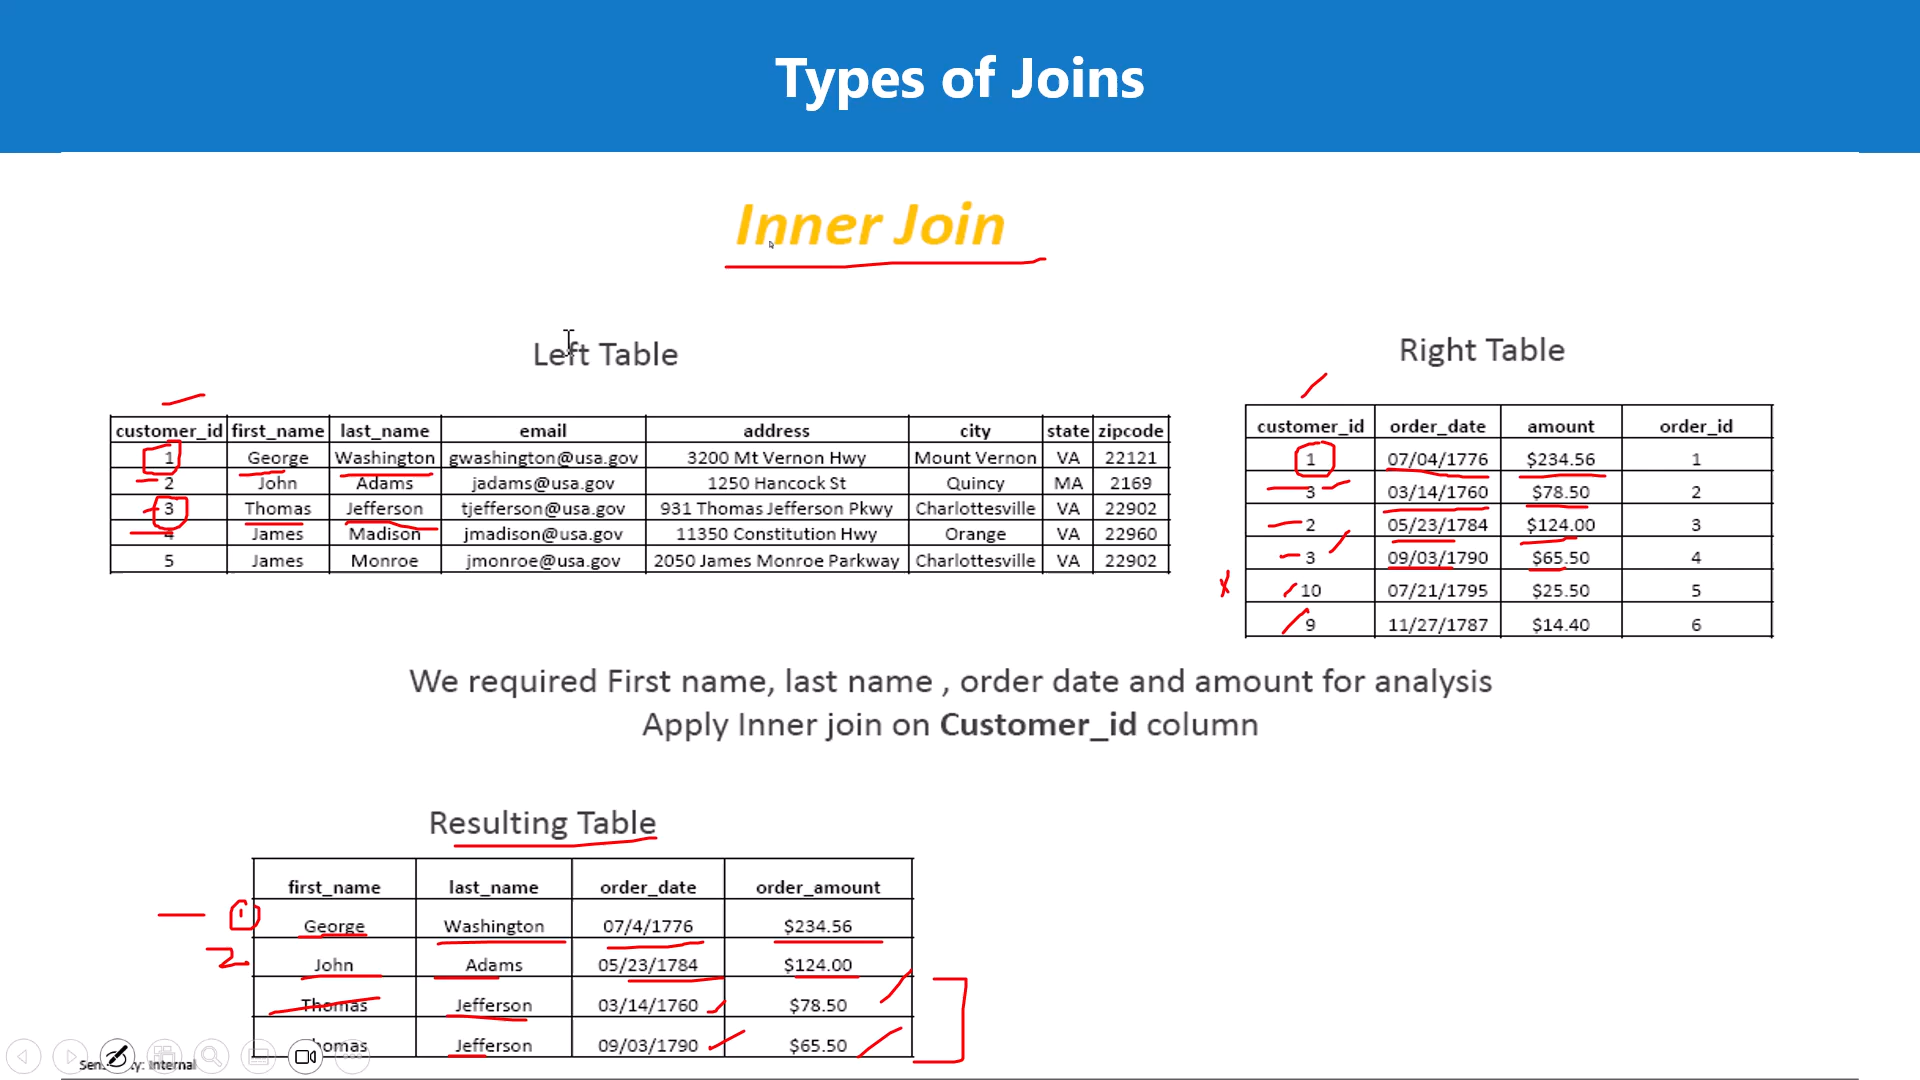 Types of Joins
Inner Join
Left Table
customer_id first_name last_name email address city state zipcode
1 George Washington gwashington@usa.gov 3200 Mt Vernon Hwy Mount Vernon VA 22121
2 John Adams jadams@usa.gov 1250 Hancock St Quincy MA 2169
3 Thomas Jefferson tjefferson@usa.gov 931 Thomas Jefferson Pkwy Charlottesville VA 22902
4 James Madison jmadison@usa.gov 11350 Constitution Hwy Orange VA 22960
5 James Monroe jmonroe@usa.gov 2050 James Monroe Parkway Charlottesville VA 22902
Right Table
customer_id order_date amount order_id
1 07/04/1776 $234.56 1
3 03/14/1760 $78.50 2
2 05/23/1784 $124.00 3
3 09/03/1790 $65.50 4
x 10 07/21/1795 $25.50 5
9 11/27/1787 $14.40 6
We required First name, last name , order date and amount for analysis
Apply Inner join on Customer_id column
Resulting Table
first_name last_name order_date order_amount
1 George Washington 07/4/1776 $234.56
2 John Adams 05/23/1784 $124.00
Thomas Jefferson 03/14/1760 $78.50
Thomas Jefferson 09/03/1790 $65.50
Sensitivity: Internal